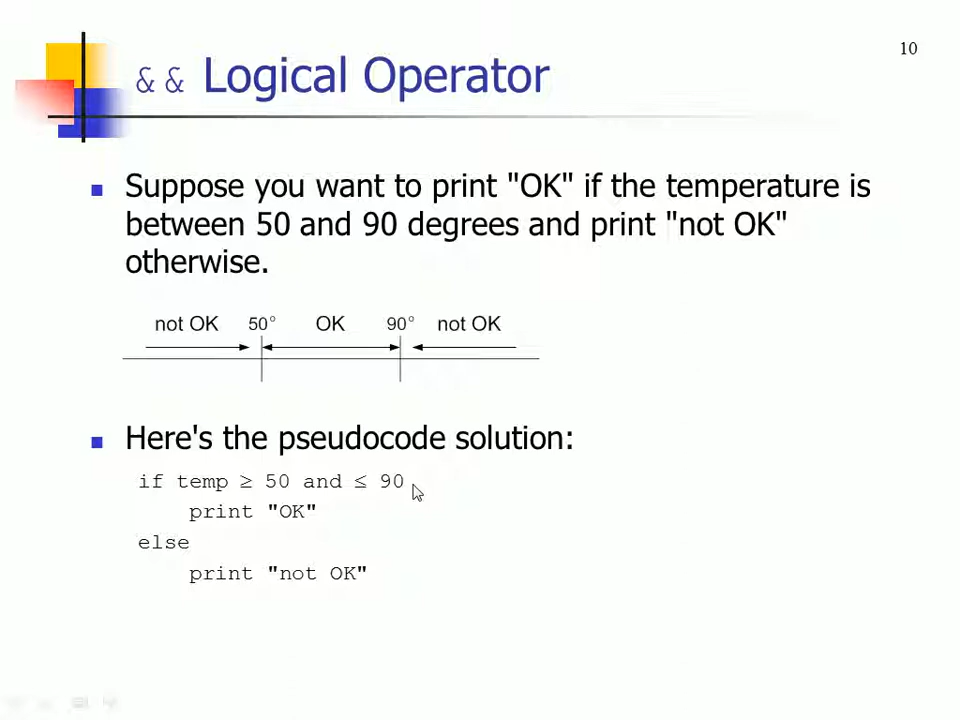 10
&& Logical Operator
Suppose you want to print "OK" if the temperature is
between 50 and 90 degrees and print "not OK"
otherwise.
not OK 50° OK 90° not OK
Here's the pseudocode solution:
if temp ≥ 50 and ≤ 90
print "OK"
else
print "not OK"